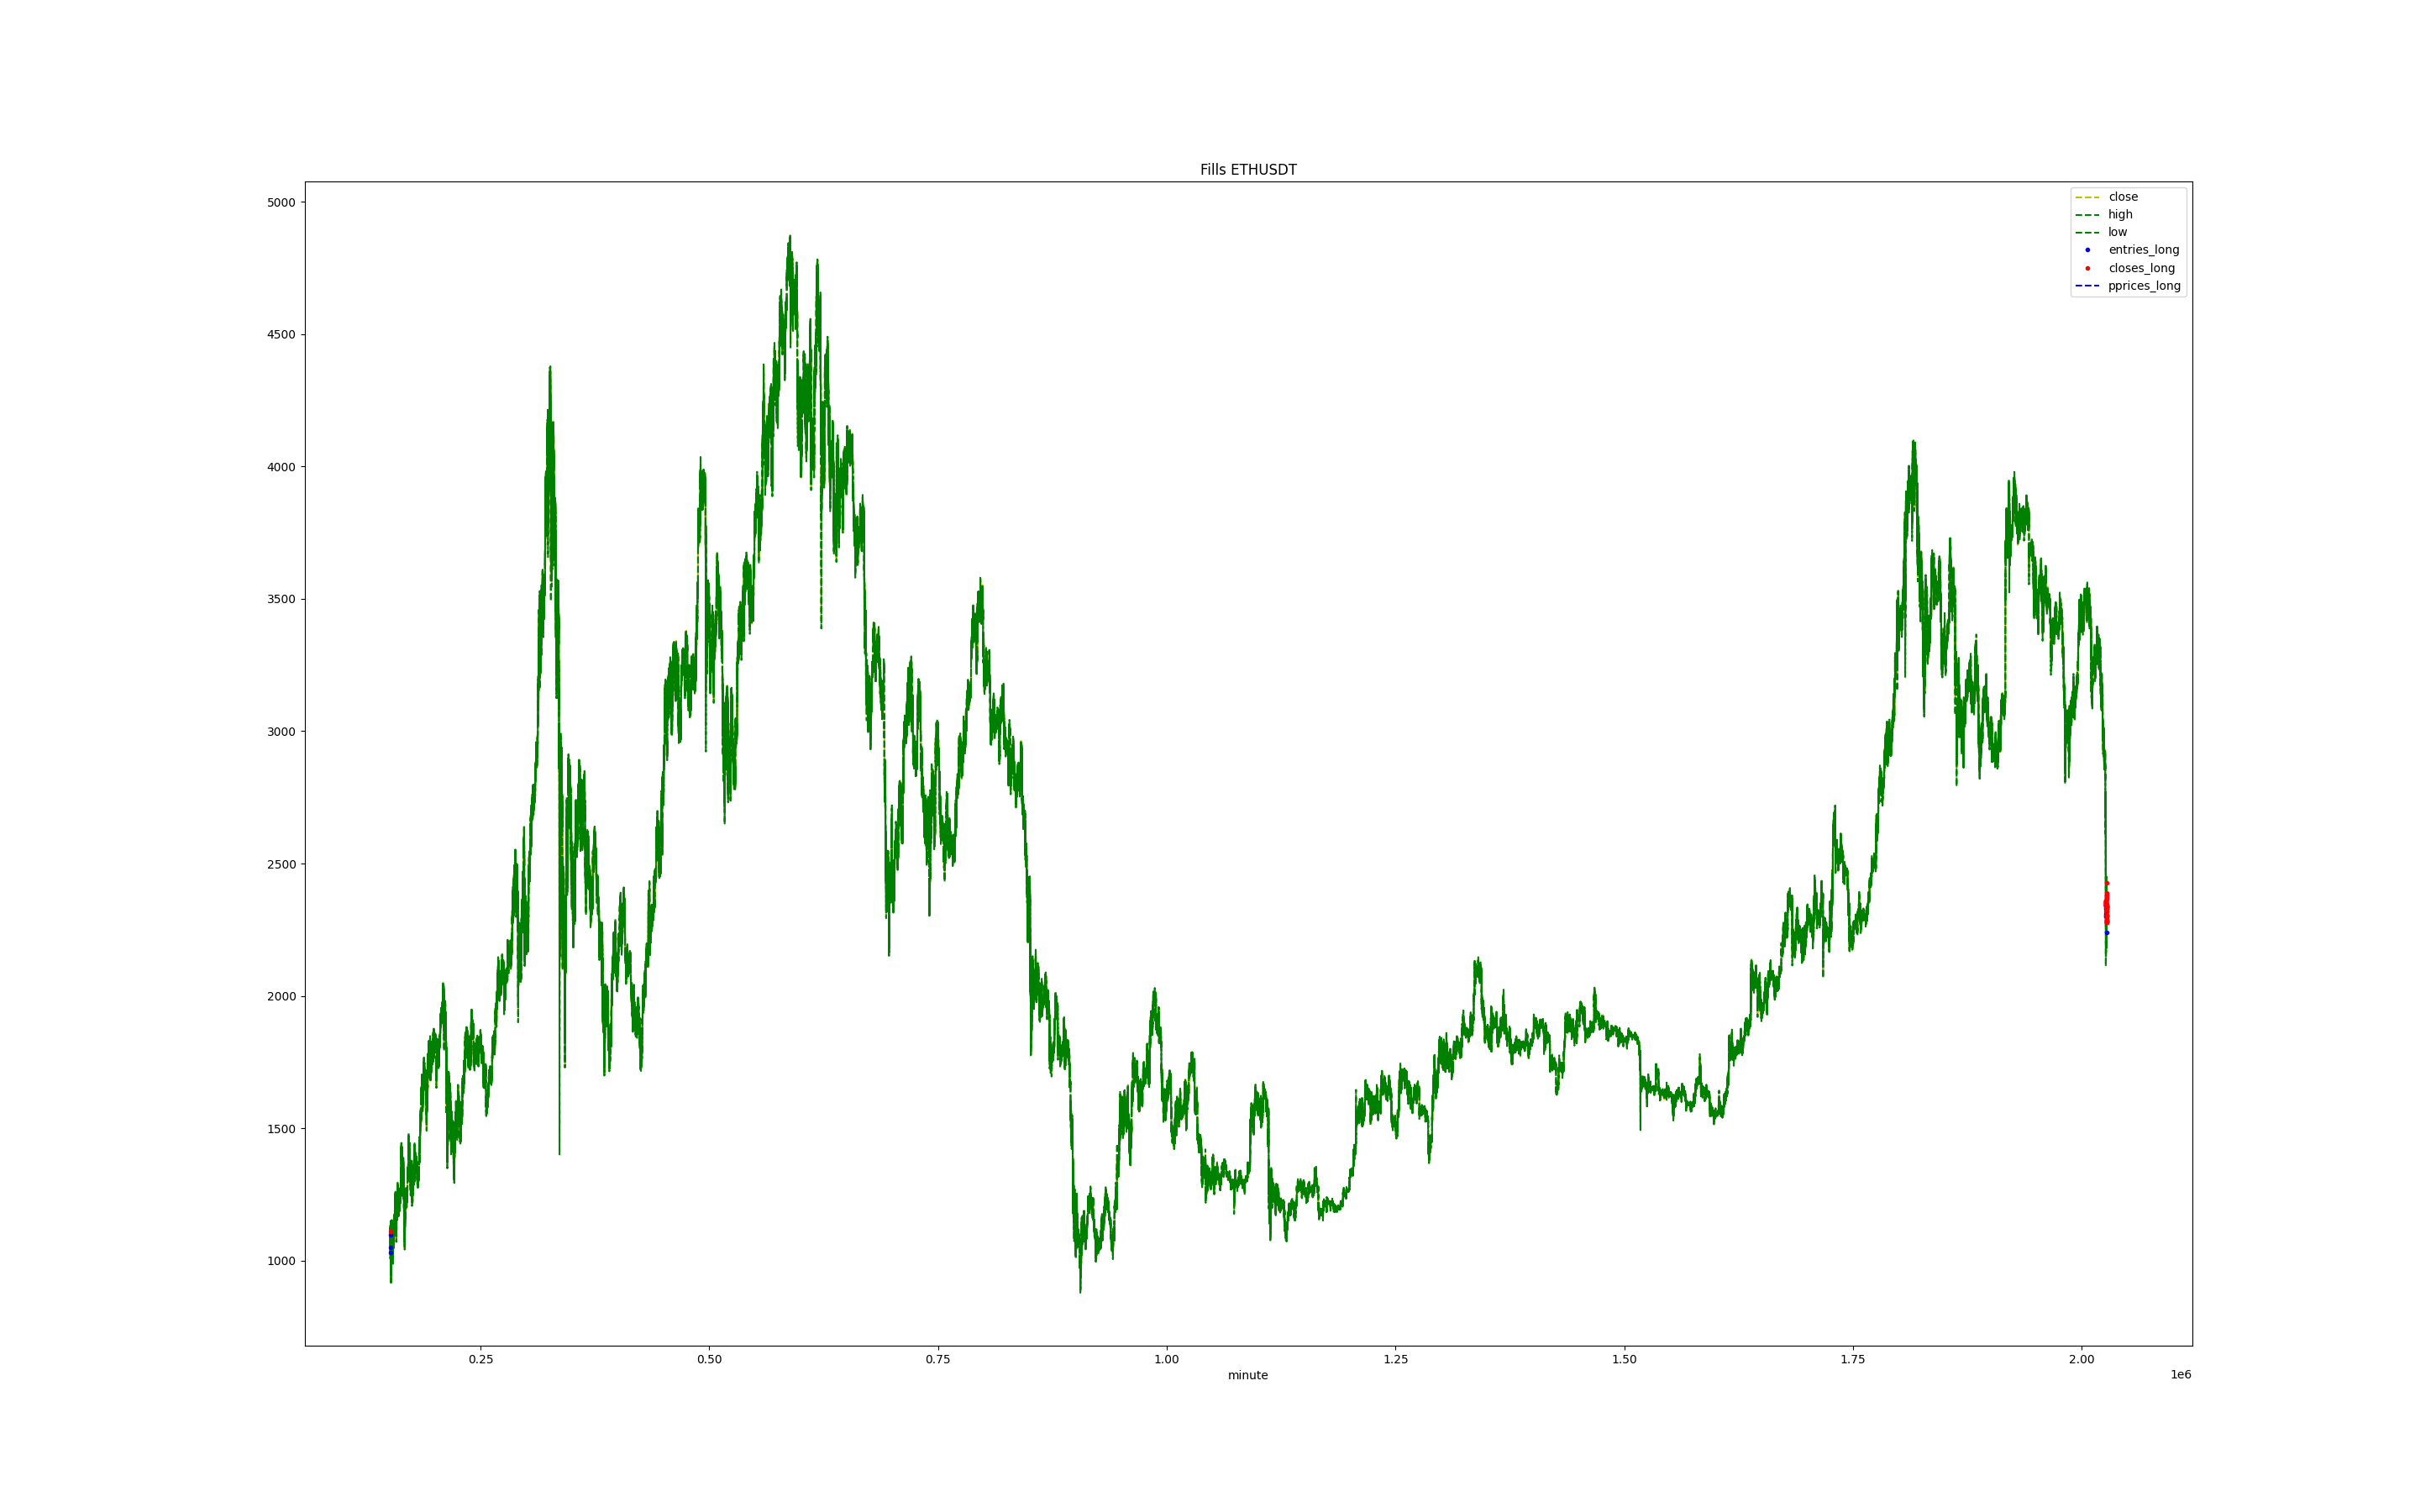 Fills ETHUSDT
close
high
low
entries_long
closes_long
pprices_long
5000
4500
4000
3500
3000
2500
2000
1500
1000
0.25
0.50
0.75
1.00
1.25
1.50
1.75
2.00
minute
1e6